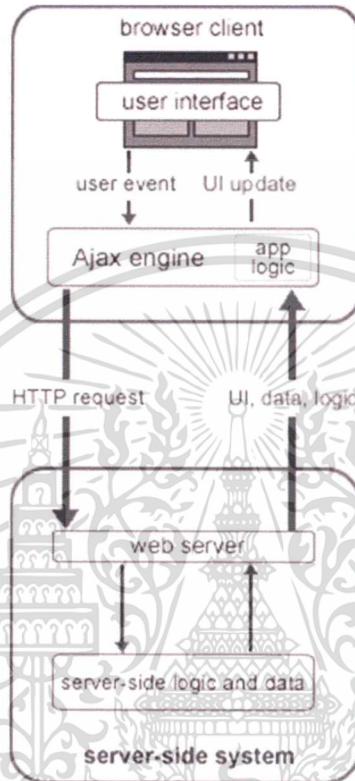 browser client
user interface
user event
UI update
Ajax engine
app
logic
HTTP request
UI, data, logic
web server
server-side logic and data
server-side system